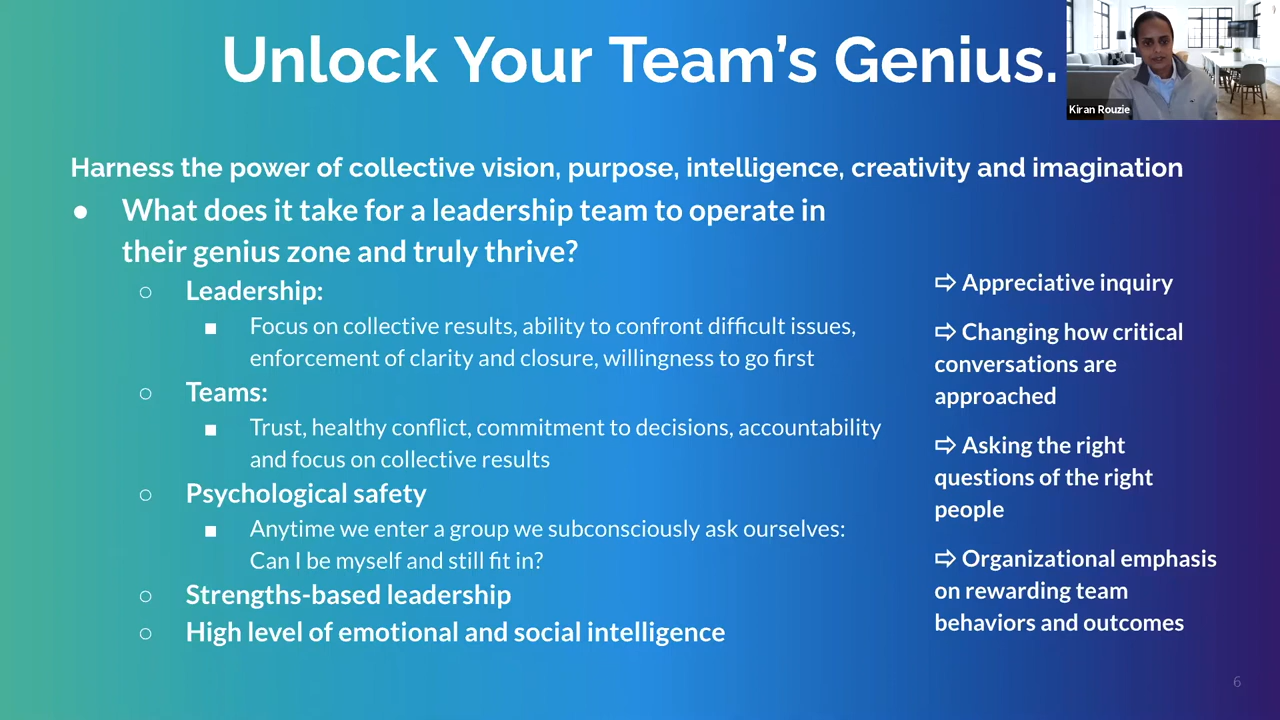 Unlock Your Team's Genius.
Kiran Rouzie
Harness the power of collective vision, purpose, intelligence, creativity and imagination
● What does it take for a leadership team to operate in
their genius zone and truly thrive?
○ Leadership:
■ Focus on collective results, ability to confront difficult issues,
enforcement of clarity and closure, willingness to go first
○ Teams:
■ Trust, healthy conflict, commitment to decisions, accountability
and focus on collective results
○ Psychological safety
■ Anytime we enter a group we subconsciously ask ourselves:
Can I be myself and still fit in?
○ Strengths-based leadership
○ High level of emotional and social intelligence
⇨ Appreciative inquiry
⇨ Changing how critical
conversations are
approached
⇨ Asking the right
questions of the right
people
⇨ Organizational emphasis
on rewarding team
behaviors and outcomes
6